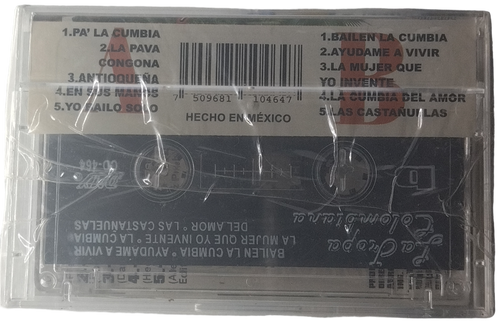 A
1.PA' LA CUMBIA
2.LA PAVA
CONGONA
3.ANTIOQUEÑA
4.EN SUS MANOS
5.YO BAILO SOLO
7 509681 104647
HECHO EN MÉXICO
B
1.BAILEN LA CUMBIA
2.AYUDAME A VIVIR
3.LA MUJER QUE
YO INVENTE
4.LA CUMBIA DEL AMOR
5.LAS CASTAÑUELAS
La Tropa
Colombiana
BAILEN LA CUMBIA * AYUDAME A VIVIR
LA MUJER QUE YO INVENTE * LA CUMBIA
DEL AMOR * LAS CASTAÑUELAS